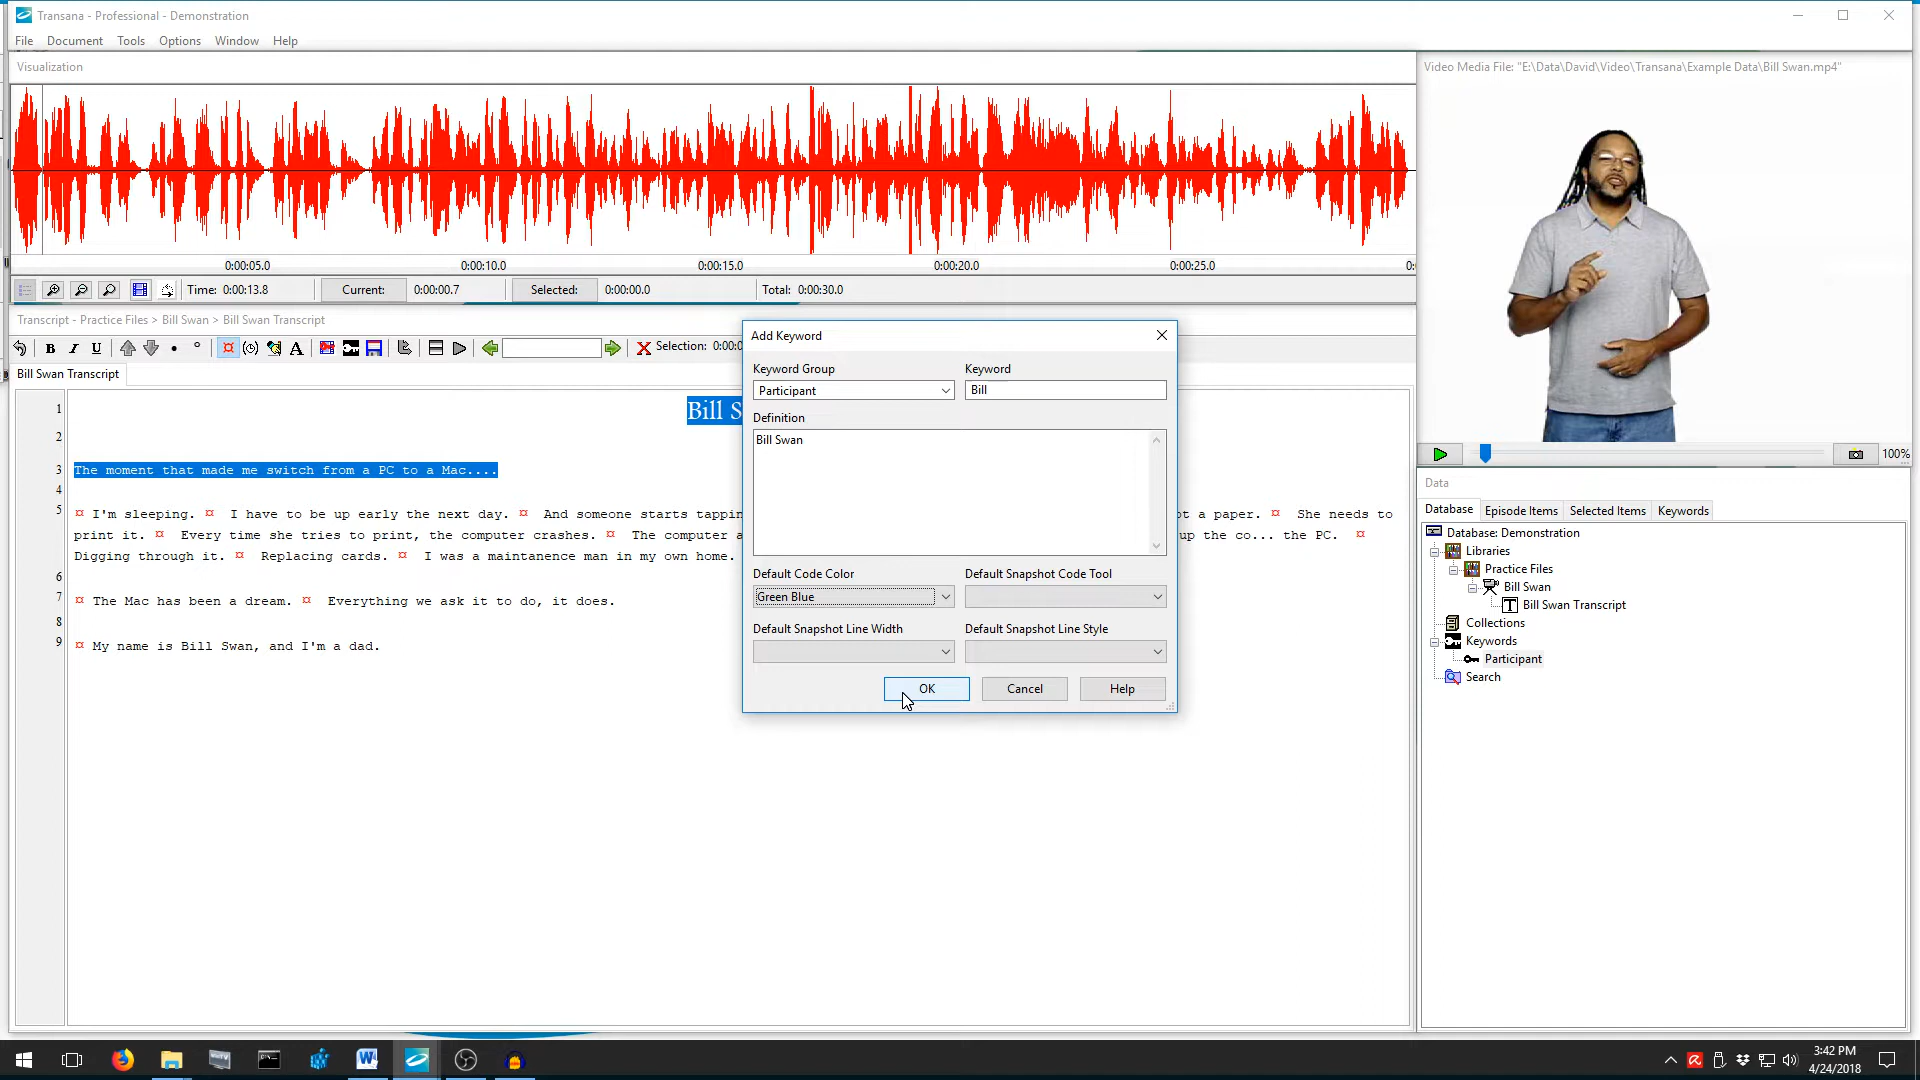 Transana - Professional - Demonstration
File Document Tools Options Window Help
Visualization
0:00:05.0 0:00:10.0 0:00:15.0 0:00:20.0 0:00:25.0 0:
Time: 0:00:13.8 Current: 0:00:00.7 Selected: 0:00:00.0 Total: 0:00:30.0
Transcript - Practice Files > Bill Swan > Bill Swan Transcript
B I U A Selection: 0:00:0
Bill Swan Transcript
1 Bill S
2
3 The moment that made me switch from a PC to a Mac....
4
5 ¤ I'm sleeping. ¤ I have to be up early the next day. ¤ And someone starts tappin ot a paper. ¤ She needs to
print it. ¤ Every time she tries to print, the computer crashes. ¤ The computer a up the co... the PC. ¤
Digging through it. ¤ Replacing cards. ¤ I was a maintanence man in my own home.
6
7 ¤ The Mac has been a dream. ¤ Everything we ask it to do, it does.
8
9 ¤ My name is Bill Swan, and I'm a dad.
Add Keyword
Keyword Group Keyword
Participant Bill
Definition
Bill Swan
Default Code Color Default Snapshot Code Tool
Green Blue
Default Snapshot Line Width Default Snapshot Line Style
OK Cancel Help
Video Media File: "E:\Data\David\Video\Transana\Example Data\Bill Swan.mp4"
100%
Data
Database Episode Items Selected Items Keywords
Database: Demonstration
Libraries
Practice Files
Bill Swan
T Bill Swan Transcript
Collections
Keywords
Participant
Search
3:42 PM
4/24/2018